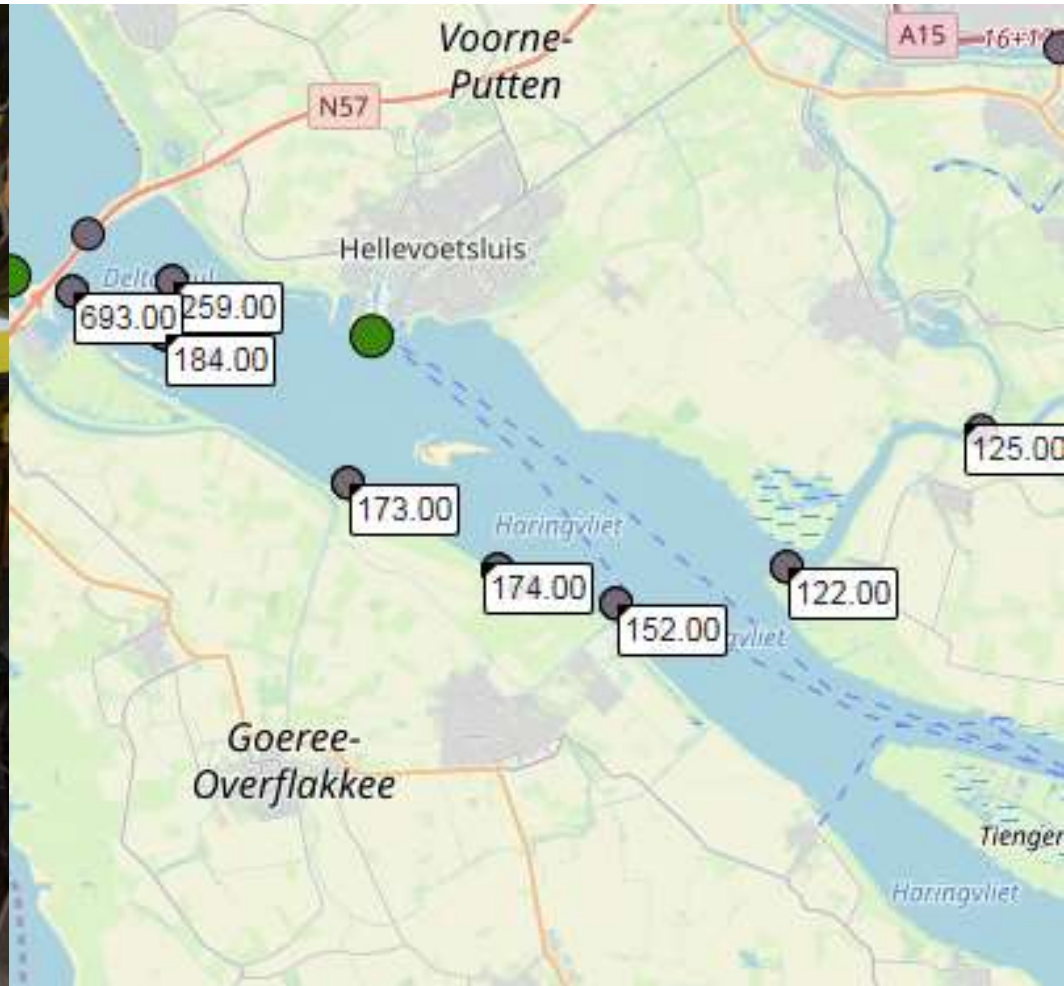 Voorne-
Putten
A15
N57
Hellevoetsluis
259.00
693.00
184.00
125.00
173.00
Haringvliet
174.00
122.00
152.00
Goeree-
Overflakkee
Haringvliet